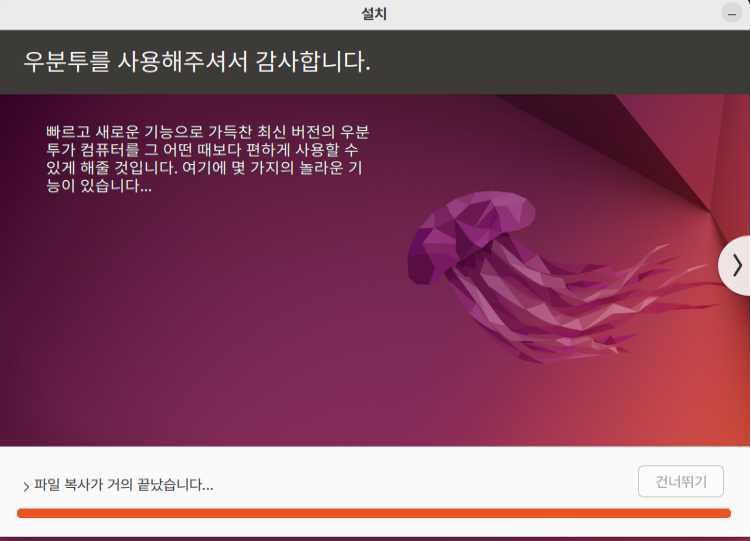 설치
우분투를 사용해주셔서 감사합니다.
빠르고 새로운 기능으로 가득찬 최신 버전의 우분
투가 컴퓨터를 그 어떤 때보다 편하게 사용할 수
있게 해줄 것입니다. 여기에 몇 가지의 놀라운 기
능이 있습니다...
파일 복사가 거의 끝났습니다...
건너뛰기